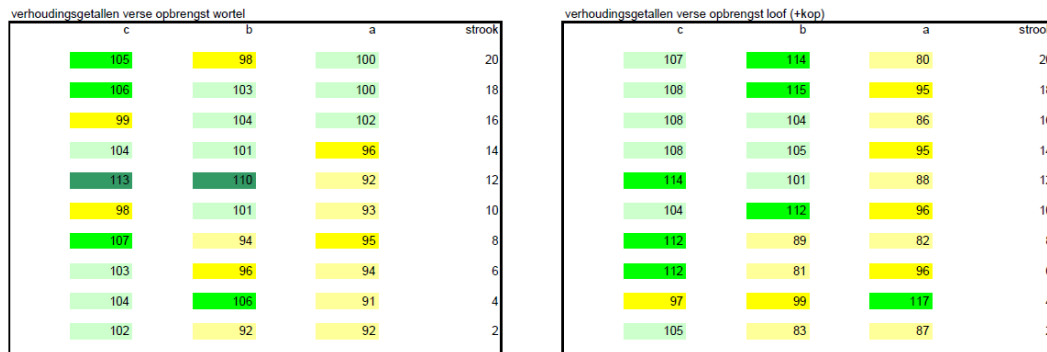 verhoudingsgetallen verse opbrengst wortel
c b a strook
105 98 100 20
106 103 100 18
99 104 102 16
104 101 96 14
113 110 92 12
98 101 93 10
107 94 95 8
103 96 94 6
104 106 91 4
102 92 92 2
verhoudingsgetallen verse opbrengst loof (+kop)
c b a strook
107 114 80
108 115 95
108 104 86
108 105 95
114 101 88
104 112 96
112 89 82
112 81 96
97 99 117
105 83 87